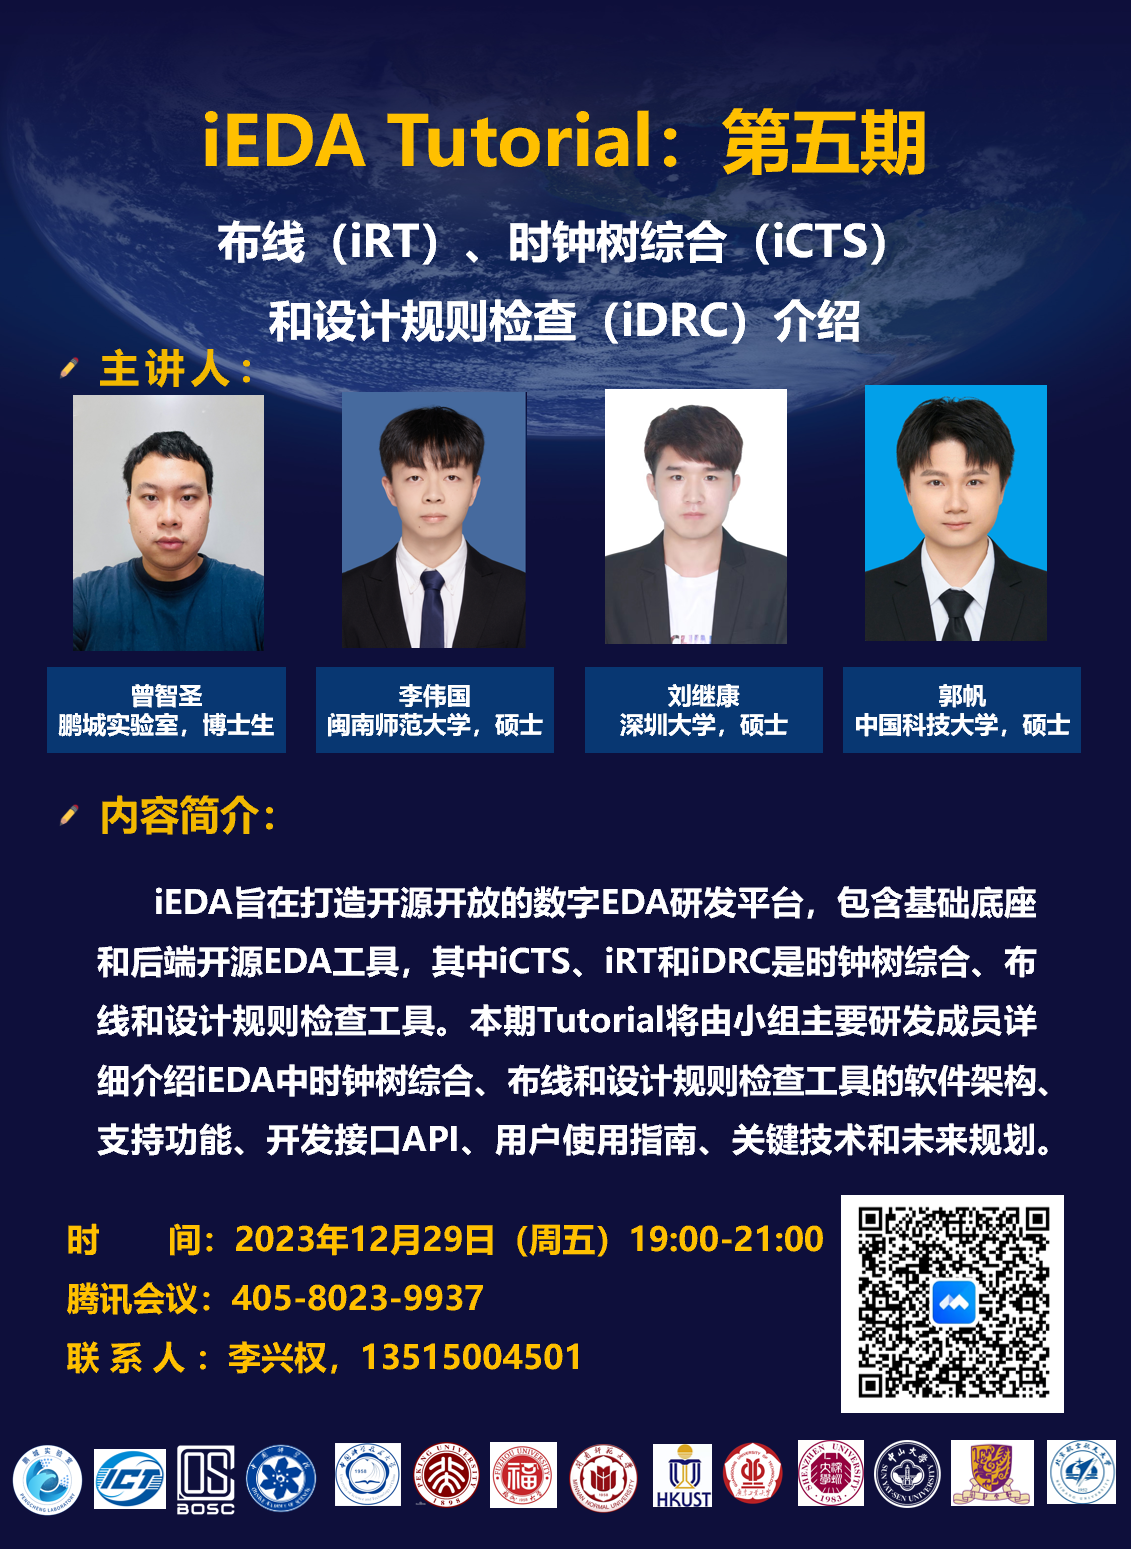 iEDA Tutorial：第五期
布线（iRT）、时钟树综合（iCTS）
和设计规则检查（iDRC）介绍
主讲人：
曾智圣
鹏城实验室，博士生
李伟国
闽南师范大学，硕士
刘继康
深圳大学，硕士
郭帆
中国科技大学，硕士
内容简介：
iEDA旨在打造开源开放的数字EDA研发平台，包含基础底座
和后端开源EDA工具，其中iCTS、iRT和iDRC是时钟树综合、布
线和设计规则检查工具。本期Tutorial将由小组主要研发成员详
细介绍iEDA中时钟树综合、布线和设计规则检查工具的软件架构、
支持功能、开发接口API、用户使用指南、关键技术和未来规划。
时 间：2023年12月29日（周五）19:00-21:00
腾讯会议：405-8023-9937
联 系 人 ：李兴权，13515004501
ICT
BOSC
PEKING UNIVERSITY
1898
HKUST
SHENZHEN UNIVERSITY
1983
SUN YAT-SEN UNIVERSITY